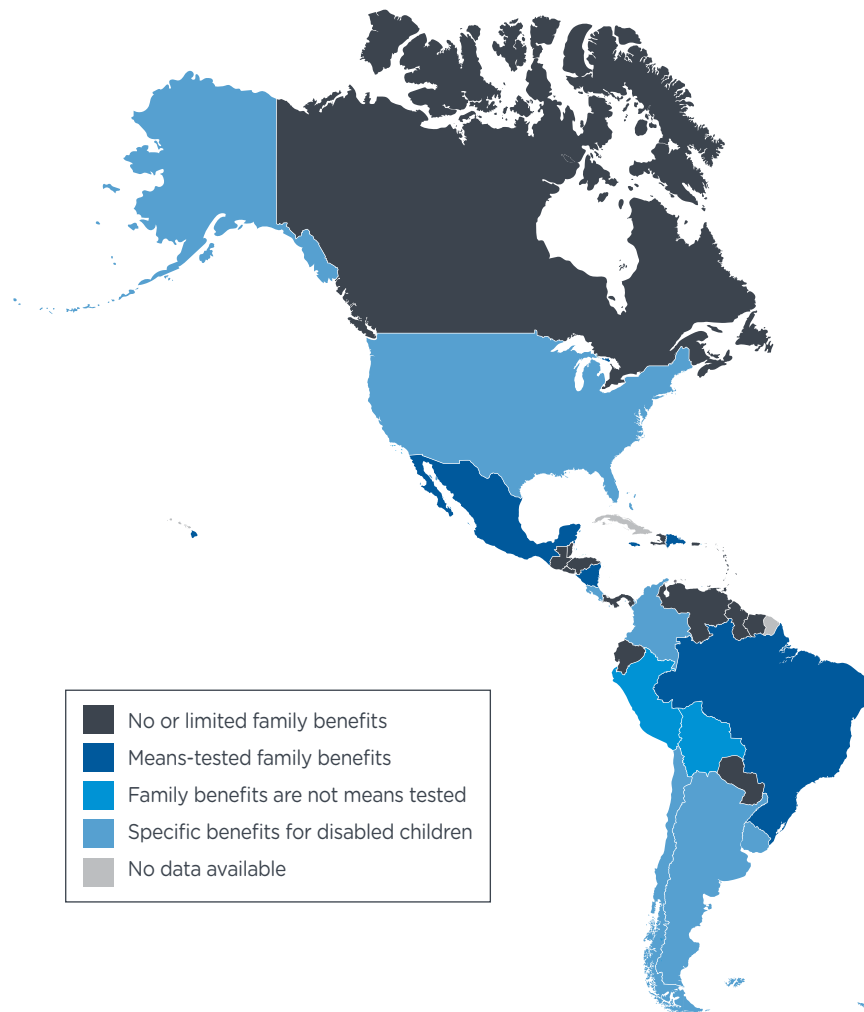 No or limited family benefits
Means-tested family benefits
Family benefits are not means tested
Specific benefits for disabled children
No data available